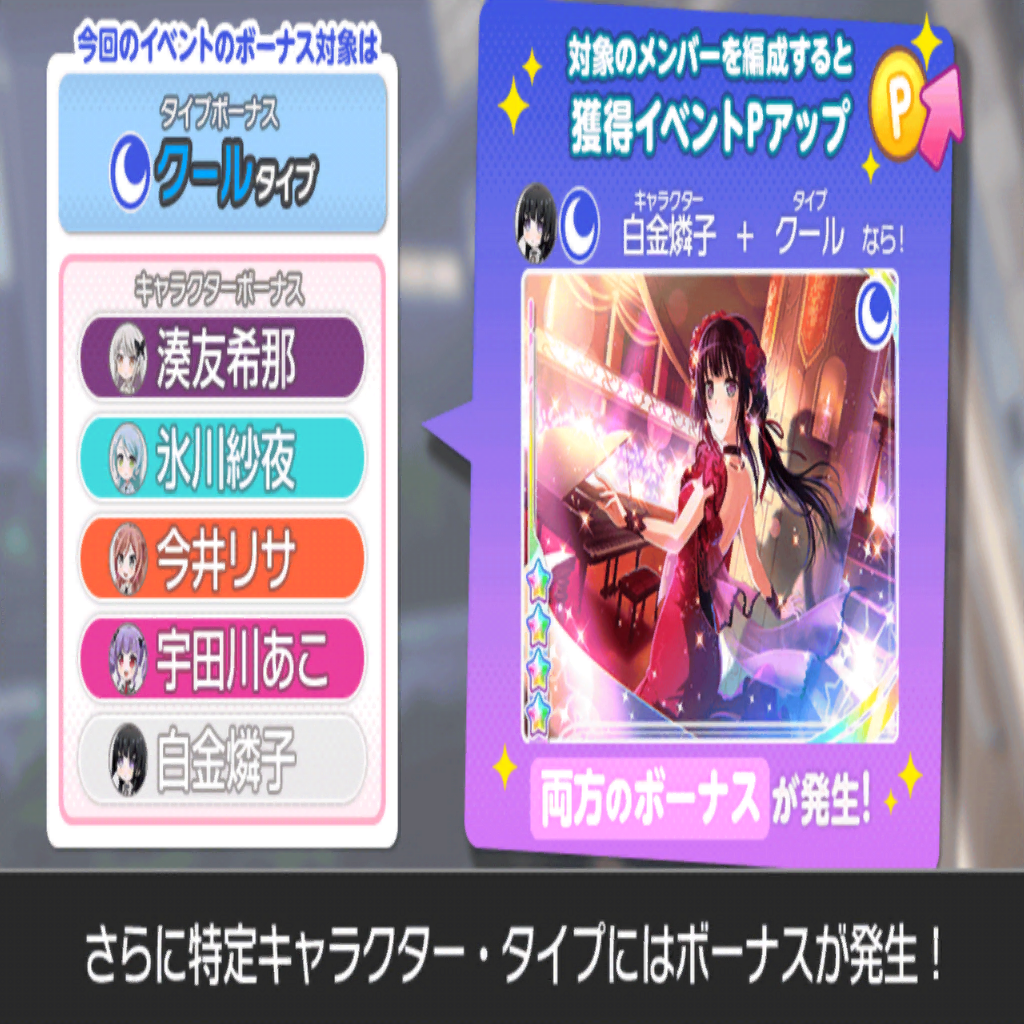 今回のイベントのボーナス対象は
タイプボーナス
クールタイプ
キャラクターボーナス
湊友希那
氷川紗夜
今井リサ
宇田川あこ
白金燐子
対象のメンバーを編成すると
獲得イベントPアップ
P
キャラクター タイプ
白金燐子 + クール なら!
両方のボーナスが発生!
さらに特定キャラクター・タイプにはボーナスが発生!